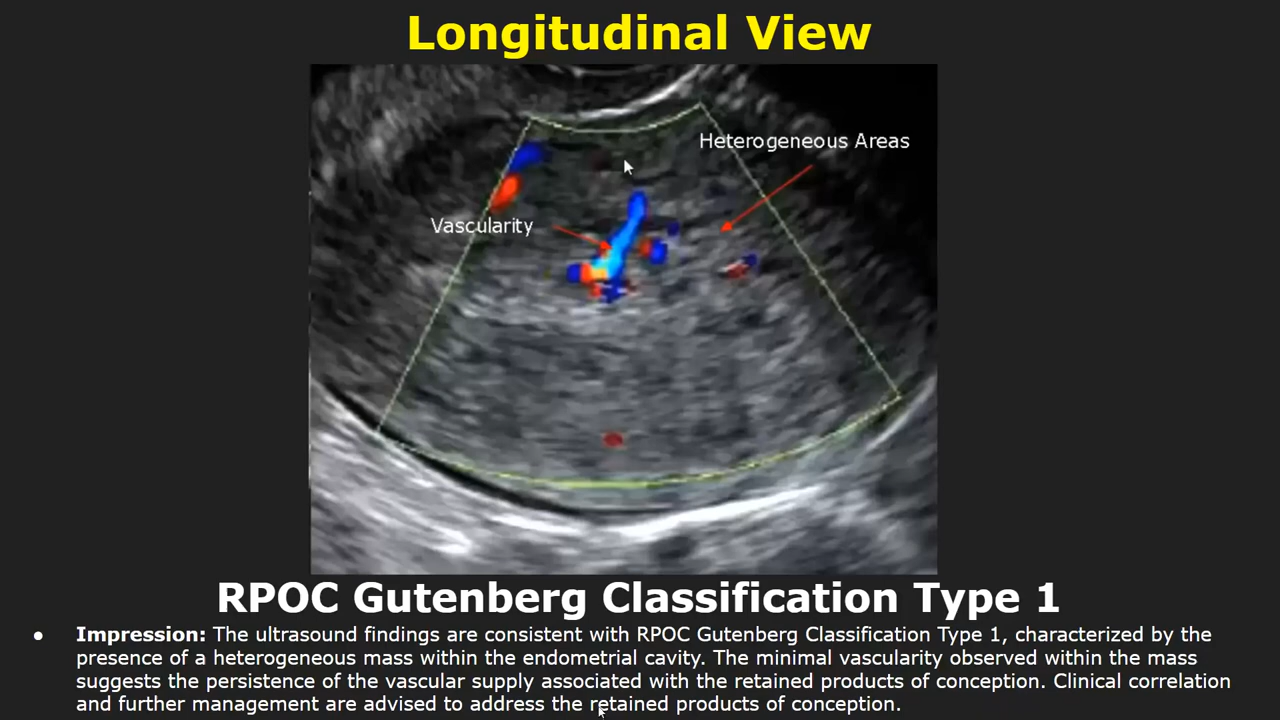 Longitudinal View
Heterogeneous Areas
Vascularity
RPOC Gutenberg Classification Type 1
• Impression: The ultrasound findings are consistent with RPOC Gutenberg Classification Type 1, characterized by the
presence of a heterogeneous mass within the endometrial cavity. The minimal vascularity observed within the mass
suggests the persistence of the vascular supply associated with the retained products of conception. Clinical correlation
and further management are advised to address the retained products of conception.